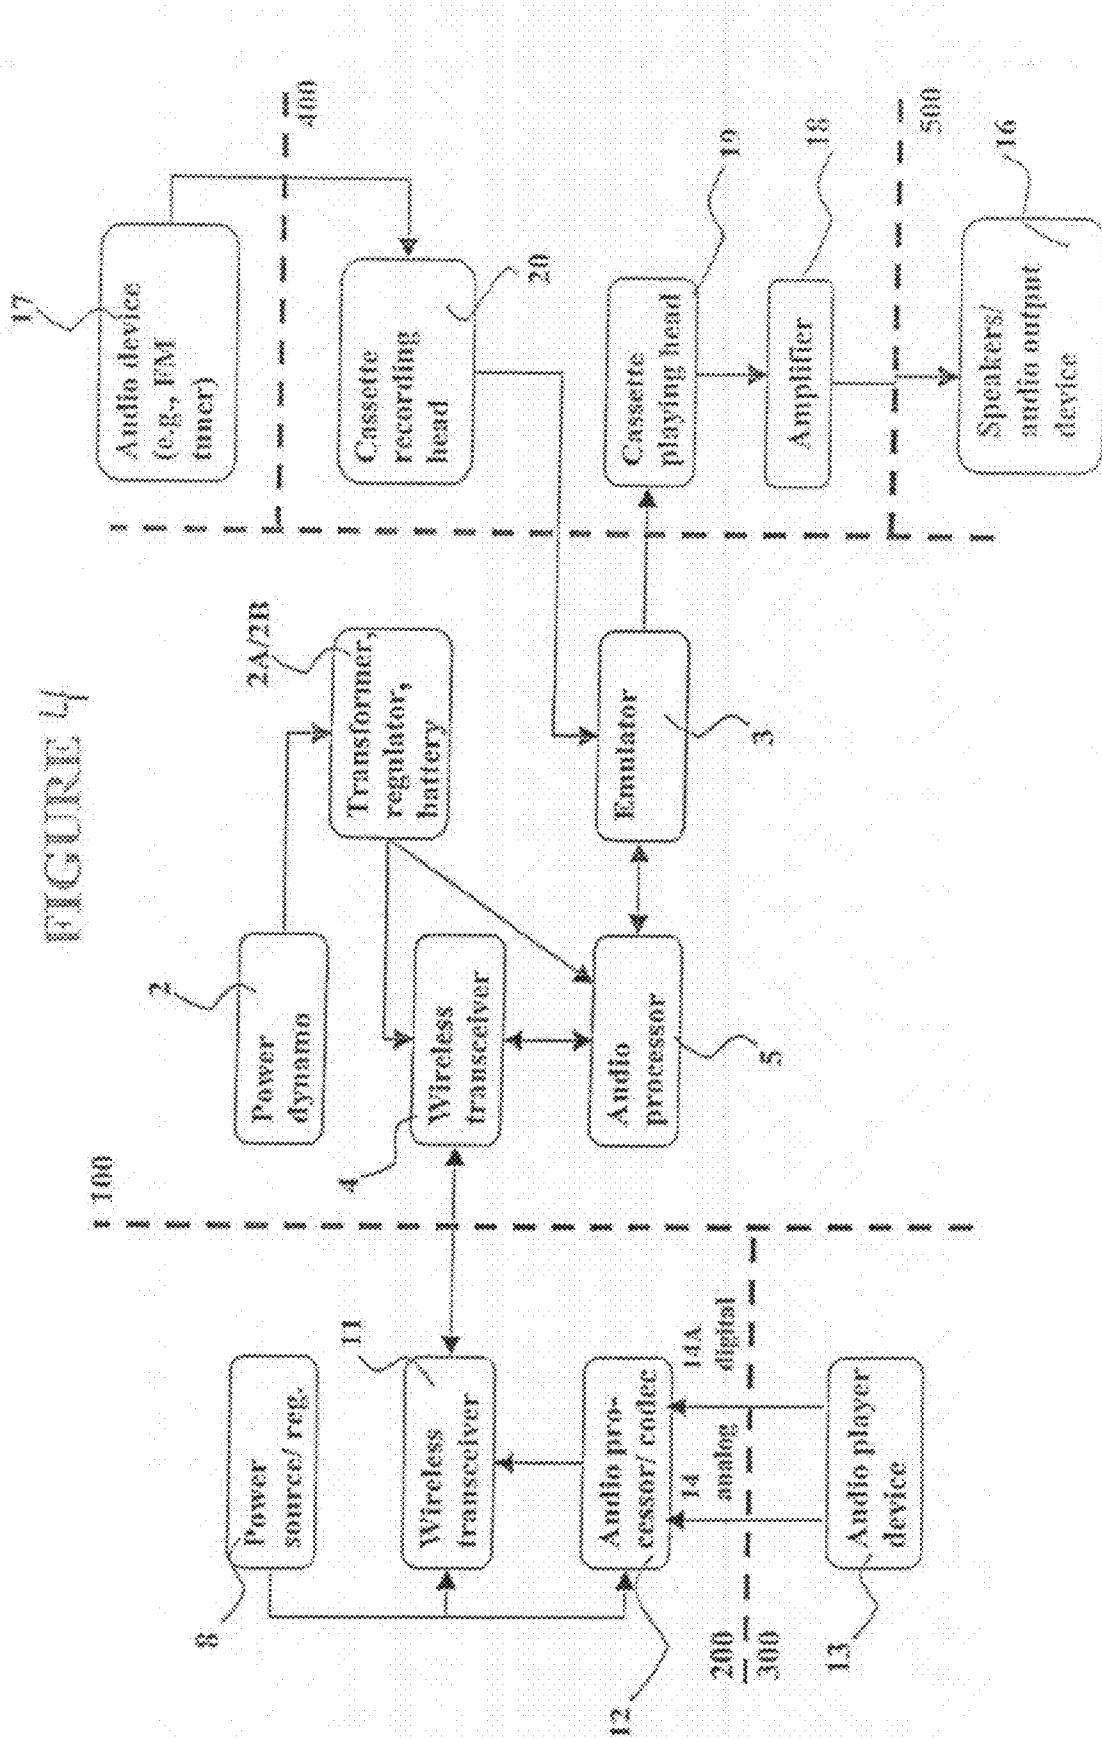 FIGURE 4
100
8
Power
source/ reg.
11
Wireless
transceiver
12
Audio pro-
cessor/ codec
14
analog
14A
digital
200
300
13
Audio player
device
2
Power
dynamo
2A/2B
Transformer,
regulator,
battery
4
Wireless
transceiver
5
Audio
processor
3
Emulator
17
Audio device
(e.g., FM
tuner)
400
20
Cassette
recording
head
19
Cassette
playing head
18
Amplifier
500
16
Speakers/
audio output
device